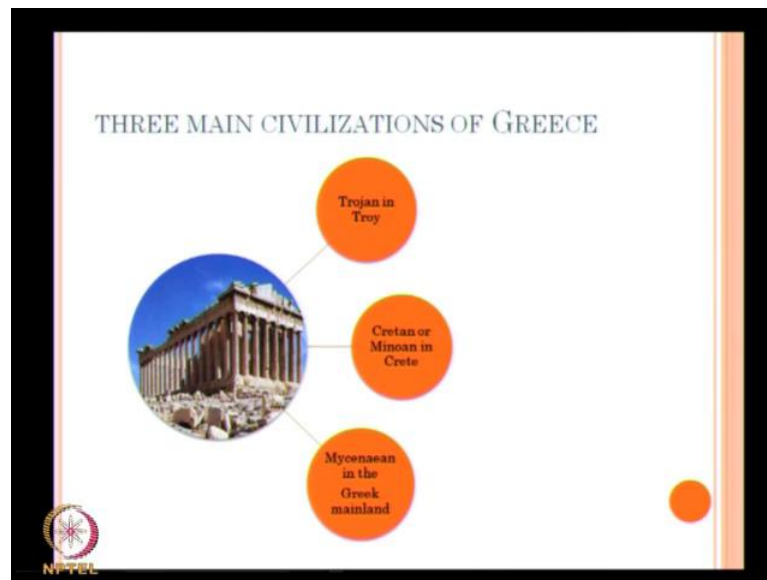 THREE MAIN CIVILIZATIONS OF GREECE
Trojan in
Troy
Cretan or
Minoan in
Crete
Mycenaean
in the
Greek
mainland
NPTEL